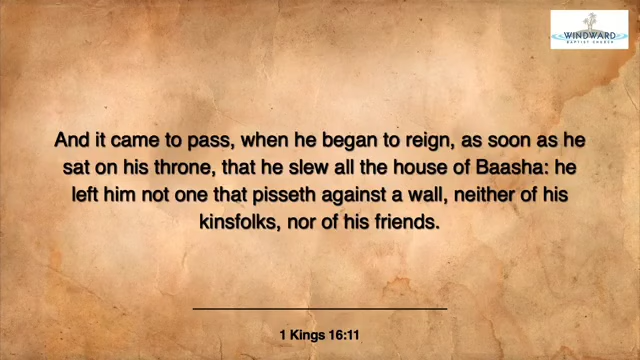 WINDWARD
BAPTIST CHURCH
And it came to pass, when he began to reign, as soon as he
sat on his throne, that he slew all the house of Baasha: he
left him not one that pisseth against a wall, neither of his
kinsfolks, nor of his friends.
1 Kings 16:11